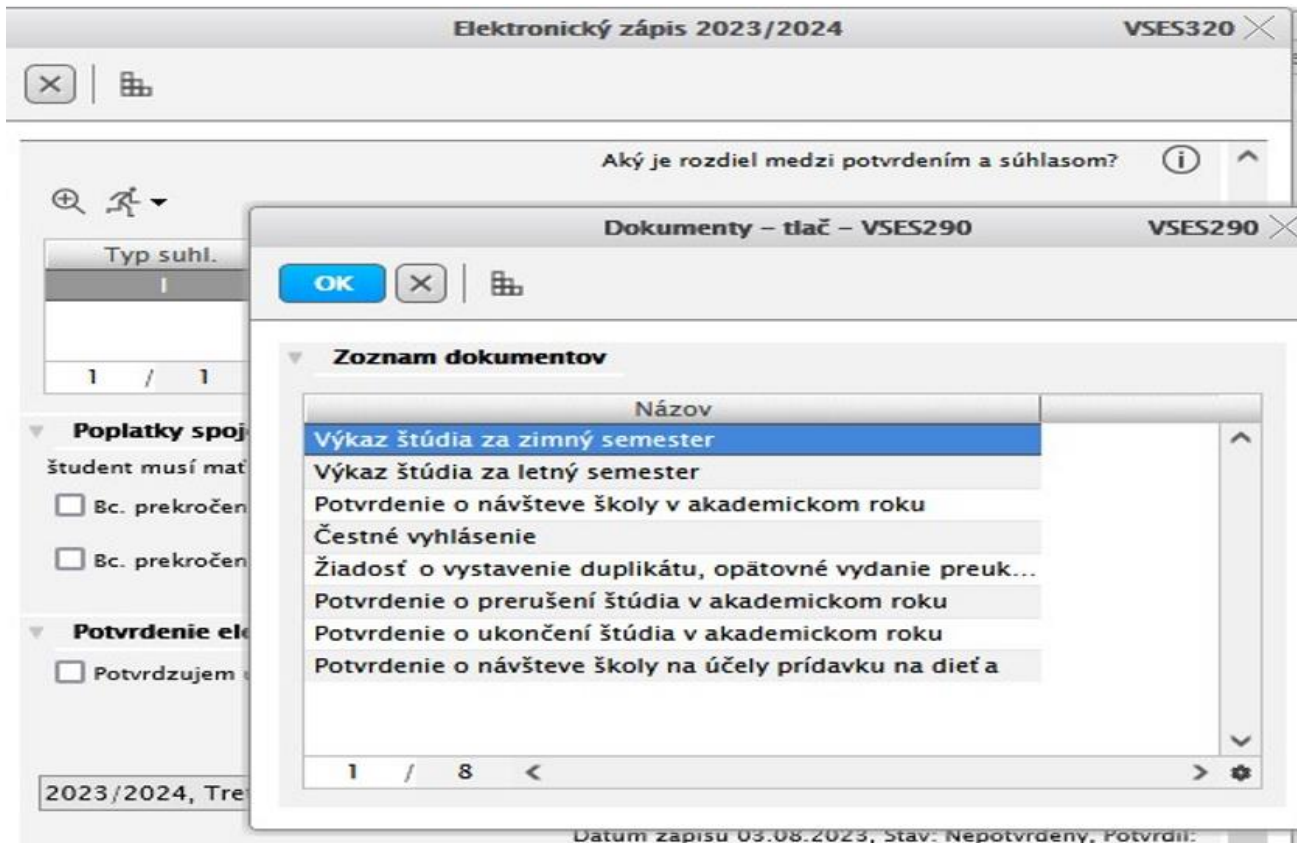 Elektronický zápis 2023/2024 VSES320
Aký je rozdiel medzi potvrdením a súhlasom?
Typ suhl.
I
1 / 1
Poplatky spoj
študent musí mať
Bc. prekročen
Bc. prekročen
Potvrdenie ele
Potvrdzujem
2023/2024, Tre
Dokumenty – tlač – VSES290 VSES290
OK
Zoznam dokumentov
Názov
Výkaz štúdia za zimný semester
Výkaz štúdia za letný semester
Potvrdenie o návšteve školy v akademickom roku
Čestné vyhlásenie
Žiadosť o vystavenie duplikátu, opätovné vydanie preuk...
Potvrdenie o prerušení štúdia v akademickom roku
Potvrdenie o ukončení štúdia v akademickom roku
Potvrdenie o návšteve školy na účely prídavku na dieťa
1 / 8
Datum zapisu 03.08.2023, Stav: Nepotvrdeny, Potvrdil: